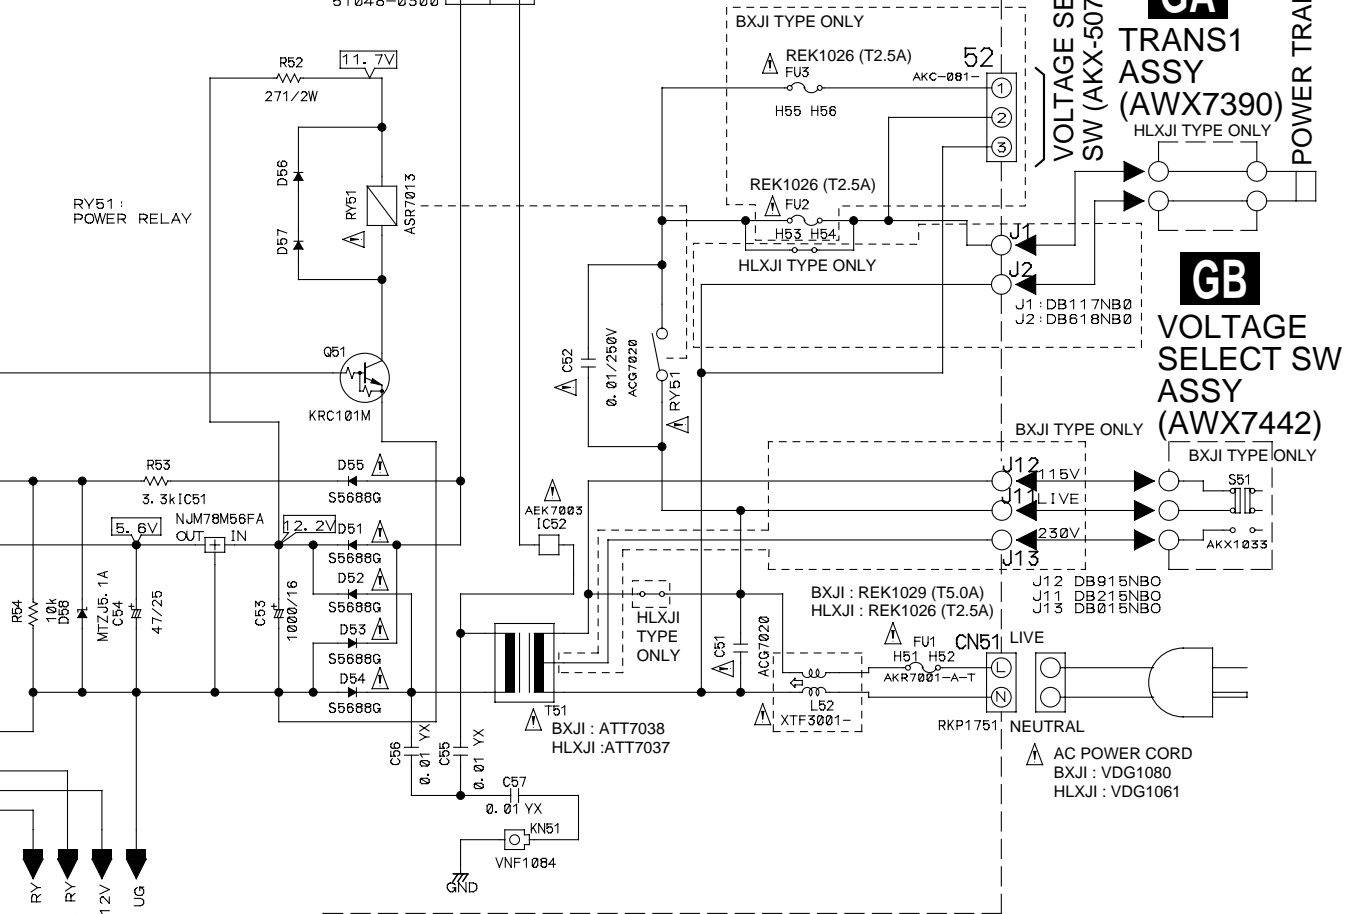 51048-0300
BXJI TYPE ONLY
GA
TRANS1
ASSY
(AWX7390)
HLXJI TYPE ONLY
POWER
R52
271/2W
11. 7V
REK1026 (T2.5A)
FU3
H55 H56
52
AKC-081-
1
2
3
SW (AKX-507
VOLTAGE
D56
D57
RY51
ASR7013
RY51:
POWER RELAY
REK1026 (T2.5A)
FU2
H53 H54
HLXJI TYPE ONLY
J1
J2
J1:DB117NB0
J2:DB618NB0
GB
VOLTAGE
SELECT SW
ASSY
(AWX7442)
BXJI TYPE ONLY
BXJI TYPE ONLY
Q51
KRC101M
C52
0. 01/250V
ACG7020
RY51
R53
3. 3k
D55
S5688G
IC51
NJM78M56FA
OUT
IN
5. 6V
12. 2V
D51
S5688G
D52
S5688G
D53
S5688G
D54
S5688G
AEK7003
IC52
J12
115V
J11
LIVE
230V
J13
S51
AKX1033
J12 DB915NBO
J11 DB215NBO
J13 DB015NBO
R54
10k
D58
MTZJ5. 1A
C54
47/25
C53
1000/16
HLXJI
TYPE
ONLY
C51
ACG7020
BXJI : REK1029 (T5.0A)
HLXJI : REK1026 (T2.5A)
FU1
H51 H52
AKR7001-A-T
CN51
LIVE
L
N
L52
XTF3001-
RKP1751
NEUTRAL
T51
BXJI : ATT7038
HLXJI :ATT7037
AC POWER CORD
BXJI : VDG1080
HLXJI : VDG1061
C56
0. 01 YX
C55
0. 01 YX
C57
0. 01 YX
KN51
VNF1084
GND
RY
RY
12V
UG